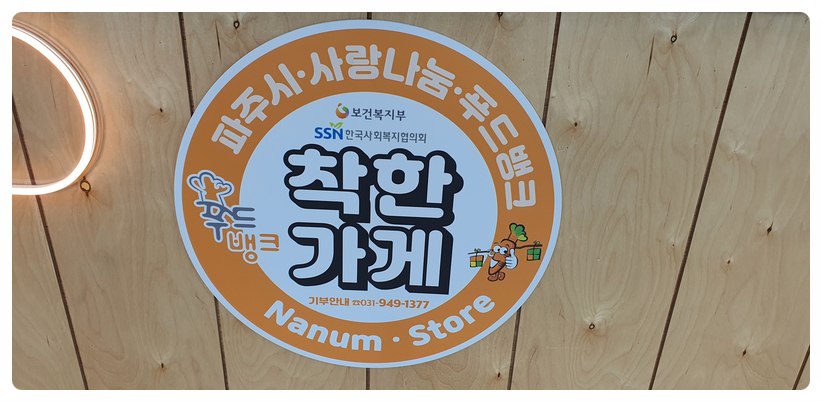 파주시·사랑나눔·푸드뱅크
보건복지부
SSN 한국사회복지협의회
착한
가게
푸드
뱅크
기부안내 ☎031-949-1377
Nanum · Store